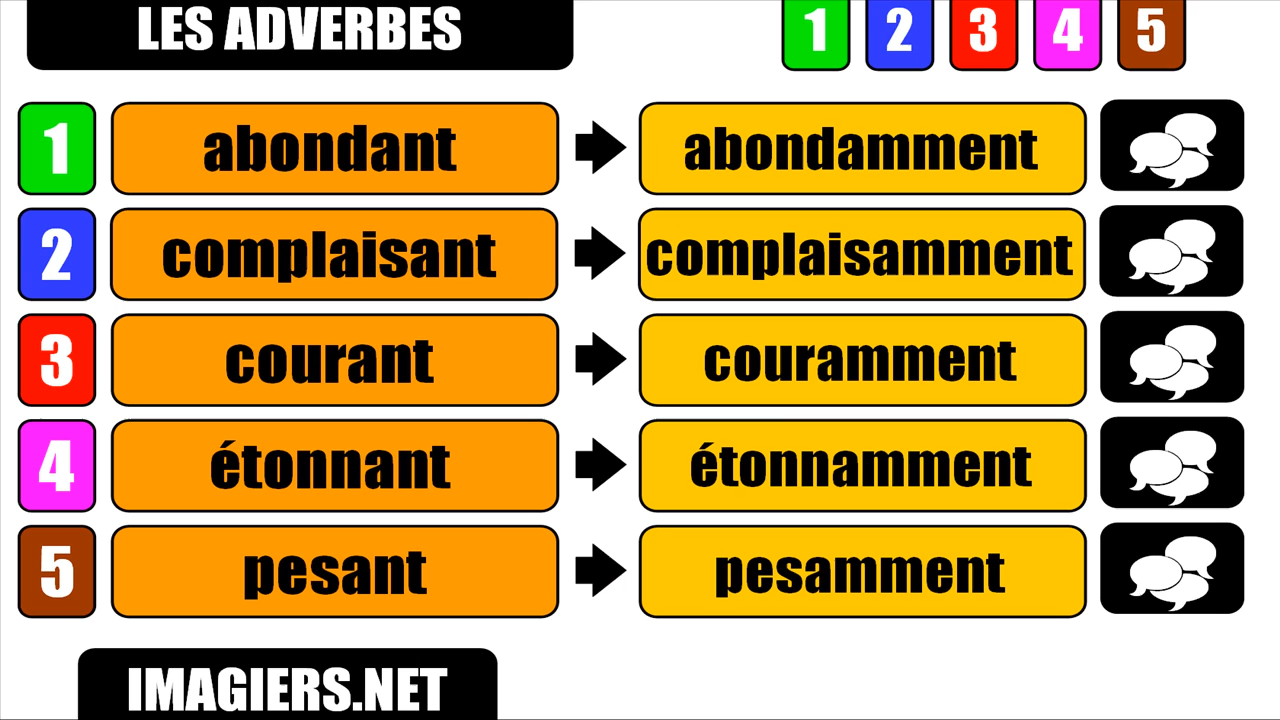 LES ADVERBES
1 2 3 4 5
1 abondant abondamment
2 complaisant complaisamment
3 courant couramment
4 étonnant étonnamment
5 pesant pesamment
IMAGIERS.NET